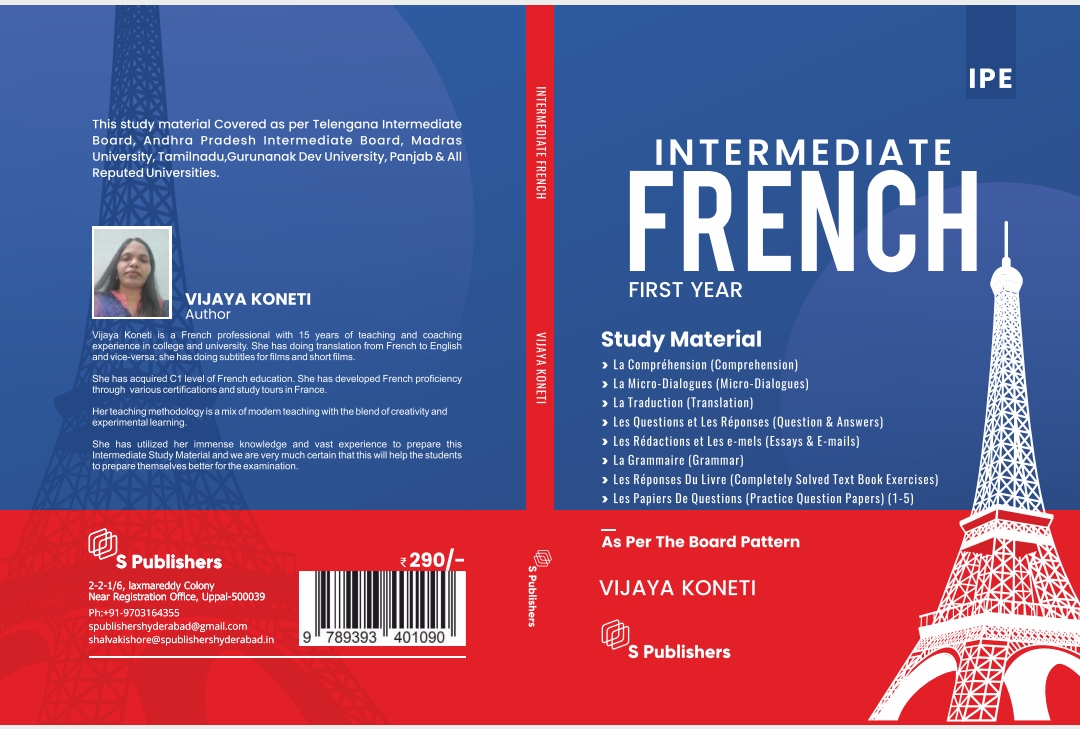 This study material Covered as per Telengana Intermediate
Board, Andhra Pradesh Intermediate Board, Madras
University, Tamilnadu,Gurunanak Dev University, Panjab & All
Reputed Universities.
VIJAYA KONETI
Author
Vijaya Koneti is a French professional with 15 years of teaching and coaching
experience in college and university. She has doing translation from French to English
and vice-versa; she has doing subtitles for films and short films.
She has acquired C1 level of French education. She has developed French proficiency
through various certifications and study tours in France.
Her teaching methodology is a mix of modern teaching with the blend of creativity and
experimental learning.
She has utilized her immense knowledge and vast experience to prepare this
Intermediate Study Material and we are very much certain that this will help the students
to prepare themselves better for the examination.
S Publishers
2-2-1/6, laxmareddy Colony
Near Registration Office, Uppal-500039
Ph:+91-9703164355
spublishershyderabad@gmail.com
shalvakishore@spublishershyderabad.in
₹ 290/-
9 789393 401090
INTERMEDIATE FRENCH
VIJAYA KONETI
S Publishers
IPE
INTERMEDIATE
FRENCH
FIRST YEAR
Study Material
› La Compréhension (Comprehension)
› La Micro-Dialogues (Micro-Dialogues)
› La Traduction (Translation)
› Les Questions et Les Réponses (Question & Answers)
› Les Rédactions et Les e-mels (Essays & E-mails)
› La Grammaire (Grammar)
› Les Réponses Du Livre (Completely Solved Text Book Exercises)
› Les Papiers De Questions (Practice Question Papers) (1-5)
As Per The Board Pattern
VIJAYA KONETI
S Publishers